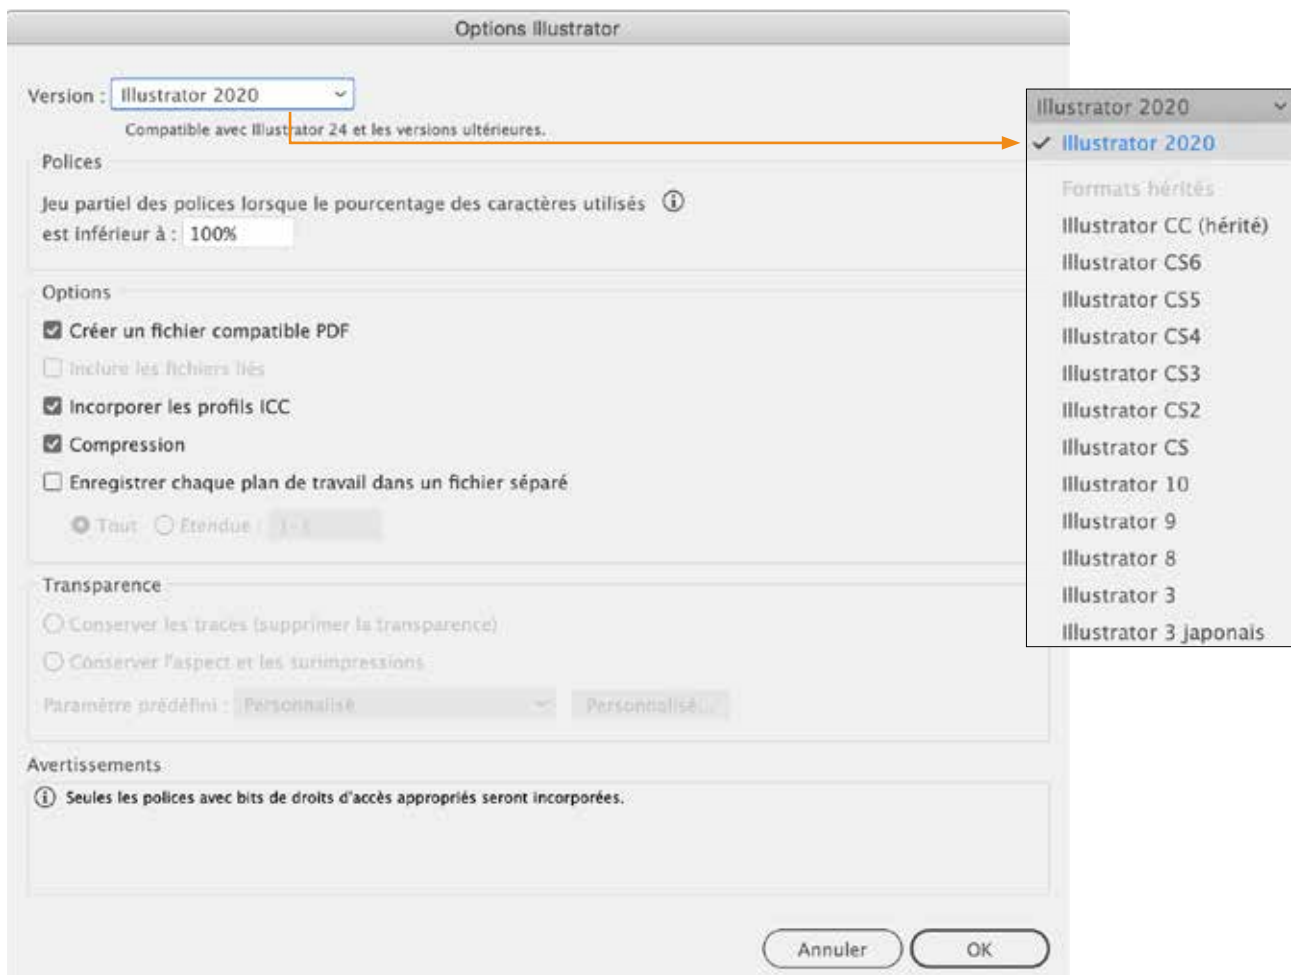 Options Illustrator
Version : Illustrator 2020
Compatible avec Illustrator 24 et les versions ultérieures.
Polices
Jeu partiel des polices lorsque le pourcentage des caractères utilisés
est inférieur à : 100%
Options
Créer un fichier compatible PDF
Inclure les fichiers liés
Incorporer les profils ICC
Compression
Enregistrer chaque plan de travail dans un fichier séparé
Tout Etendue : 1-1
Transparence
Conserver les tracés (supprimer la transparence)
Conserver l'aspect et les surimpressions
Paramètre prédéfini : Personnalisé Personnalisé...
Avertissements
Seules les polices avec bits de droits d'accès appropriés seront incorporées.
Annuler OK
Illustrator 2020
Illustrator 2020
Formats hérités
Illustrator CC (hérité)
Illustrator CS6
Illustrator CS5
Illustrator CS4
Illustrator CS3
Illustrator CS2
Illustrator CS
Illustrator 10
Illustrator 9
Illustrator 8
Illustrator 3
Illustrator 3 japonais